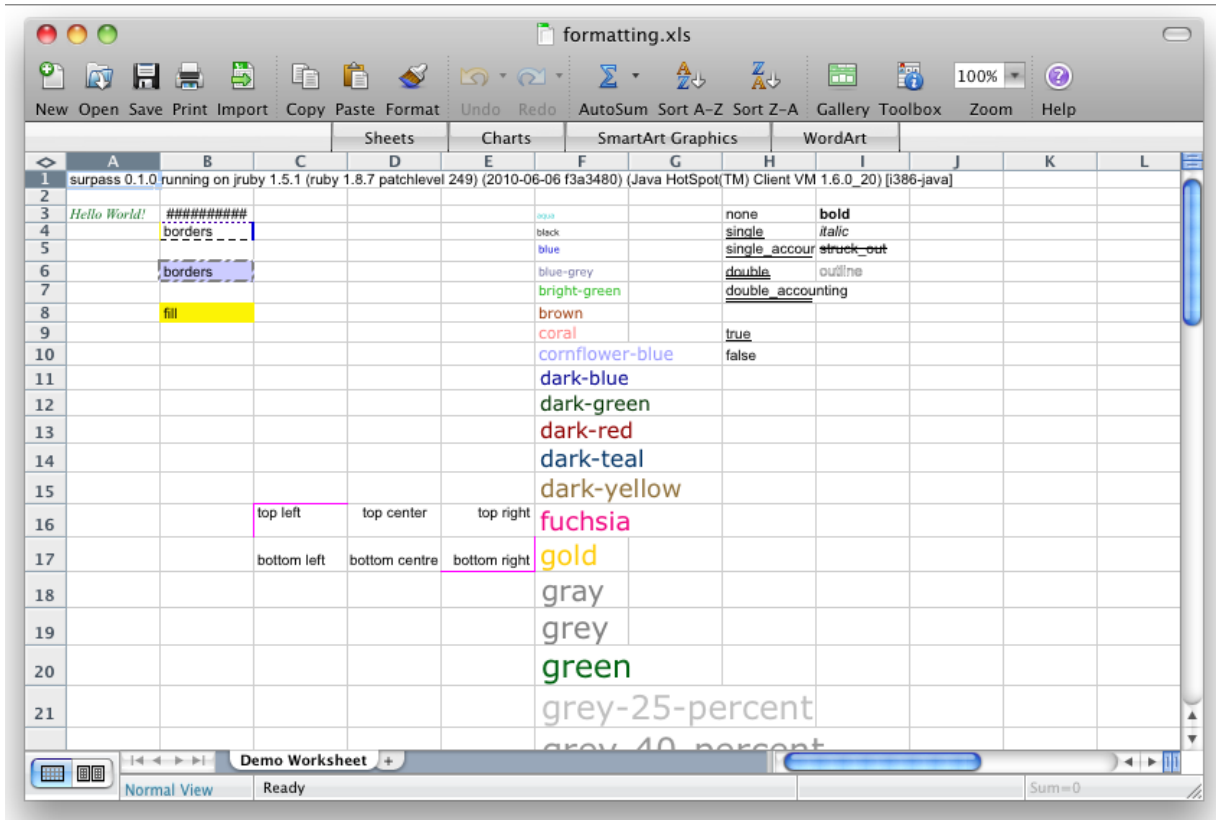 formatting.xls
100%
New Open Save Print Import Copy Paste Format Undo Redo AutoSum Sort A-Z Sort Z-A Gallery Toolbox Zoom Help
Sheets Charts SmartArt Graphics WordArt
A B C D E F G H I J K L
1 surpass 0.1.0 running on jruby 1.5.1 (ruby 1.8.7 patchlevel 249) (2010-06-06 f3a3480) (Java HotSpot(TM) Client VM 1.6.0_20) [i386-java]
2
3 Hello World! ########## aqua none bold
4 borders black single italic
5 blue single_accour struck_out
6 borders blue-grey double outline
7 bright-green double_accounting
8 fill brown
9 coral true
10 cornflower-blue false
11 dark-blue
12 dark-green
13 dark-red
14 dark-teal
15 dark-yellow
16 top left top center top right fuchsia
17 bottom left bottom centre bottom right gold
18 gray
19 grey
20 green
21 grey-25-percent
grey-40-percent
Demo Worksheet +
Normal View Ready Sum=0